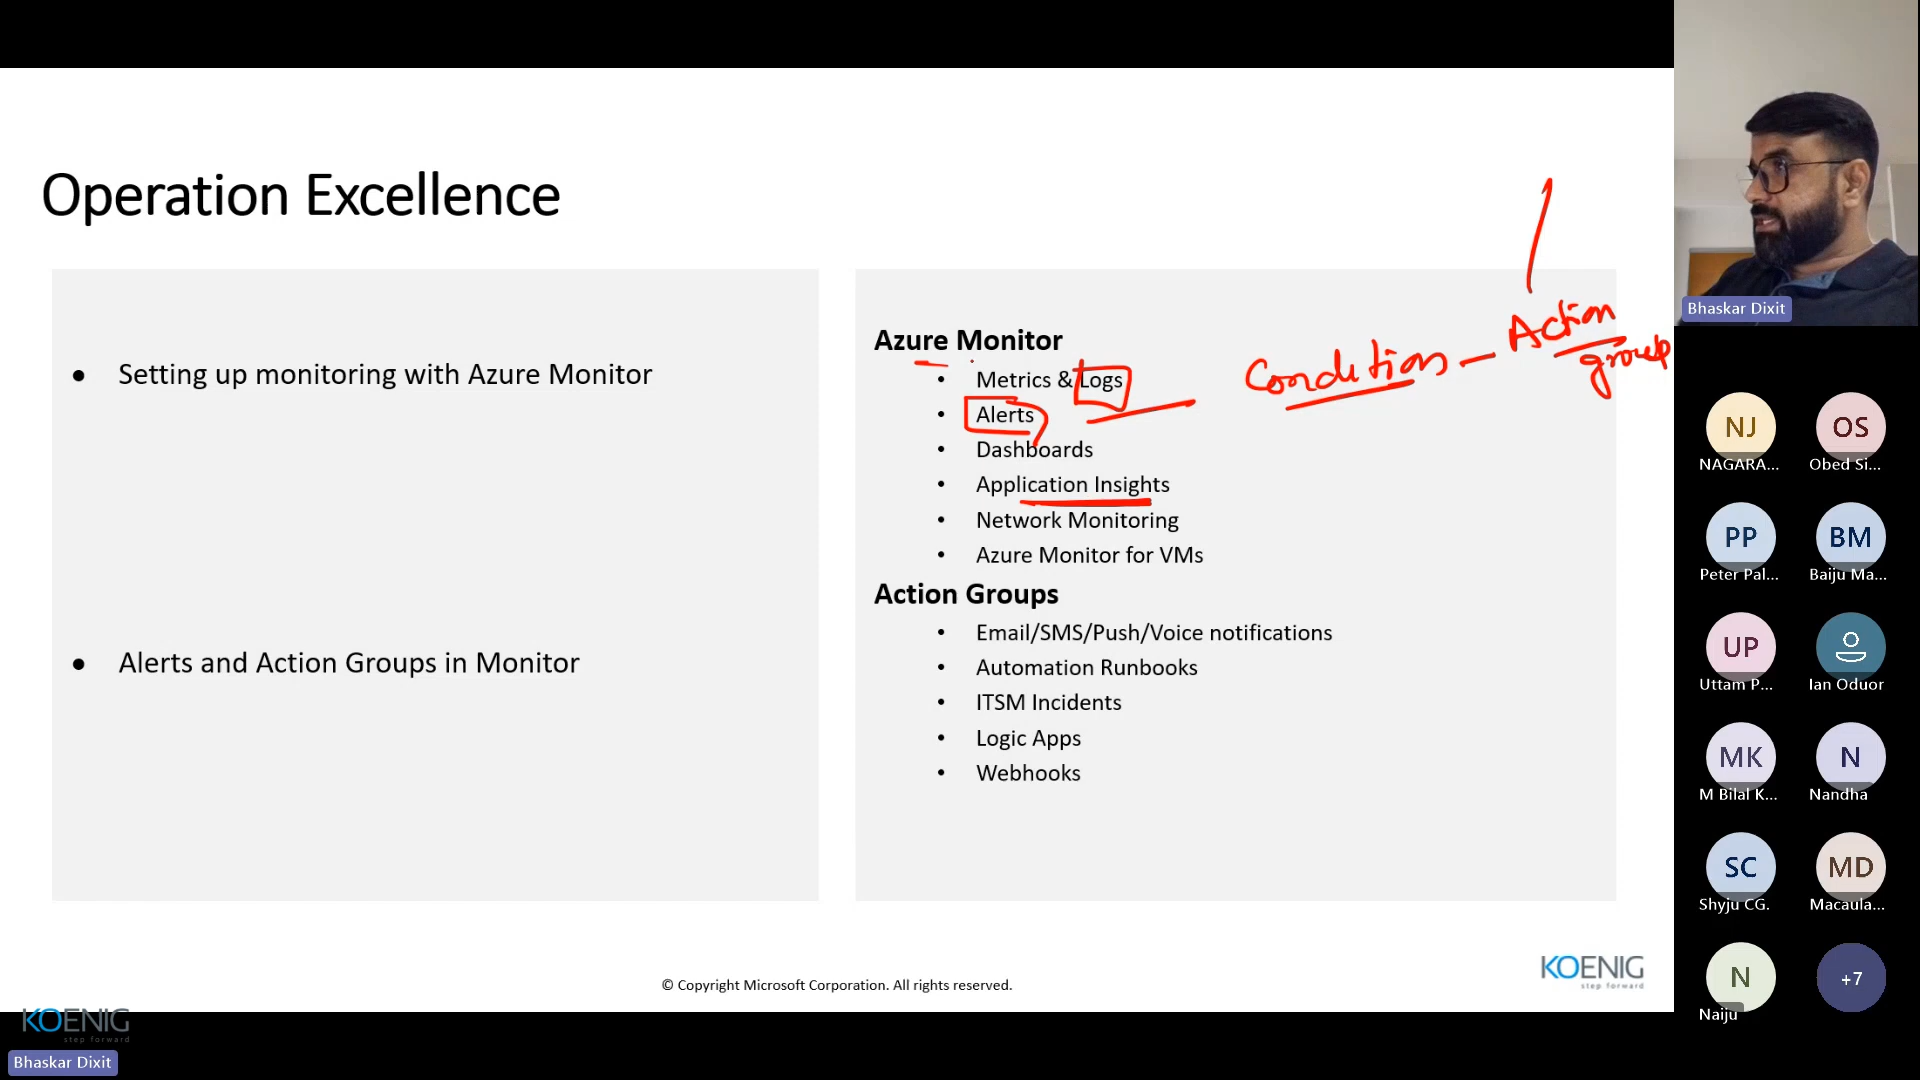 Operation Excellence
• Setting up monitoring with Azure Monitor
• Alerts and Action Groups in Monitor
Azure Monitor
• Metrics & Logs
• Alerts
• Dashboards
• Application Insights
• Network Monitoring
• Azure Monitor for VMs
Action Groups
• Email/SMS/Push/Voice notifications
• Automation Runbooks
• ITSM Incidents
• Logic Apps
• Webhooks
Condition — Action
group
© Copyright Microsoft Corporation. All rights reserved.
KOENIG
step forward
KOENIG
step forward
Bhaskar Dixit
Bhaskar Dixit
NJ
NAGARA...
OS
Obed Si...
PP
Peter Pal...
BM
Baiju Ma...
UP
Uttam P...
Ian Oduor
MK
M Bilal K...
N
Nandha
SC
Shyju CG.
MD
Macaula...
N
Naiju
+7